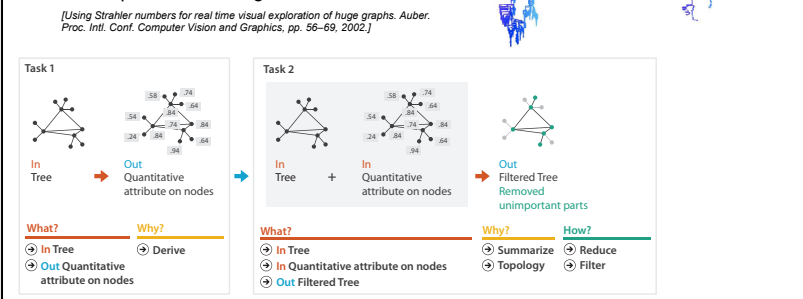 [Using Strahler numbers for real time visual exploration of huge graphs. Auber.
Proc. Intl. Conf. Computer Vision and Graphics, pp. 56–69, 2002.]
Task 1
.58
.74
.64
.54
.84
.74
.84
.24
.84
.64
.94
In
Tree
Out
Quantitative
attribute on nodes
What?
In Tree
Out Quantitative
attribute on nodes
Why?
Derive
Task 2
.58
.74
.64
.54
.84
.74
.84
.24
.84
.64
.94
In
Tree
+
In
Quantitative
attribute on nodes
Out
Filtered Tree
Removed
unimportant parts
What?
In Tree
In Quantitative attribute on nodes
Out Filtered Tree
Why?
Summarize
Topology
How?
Reduce
Filter